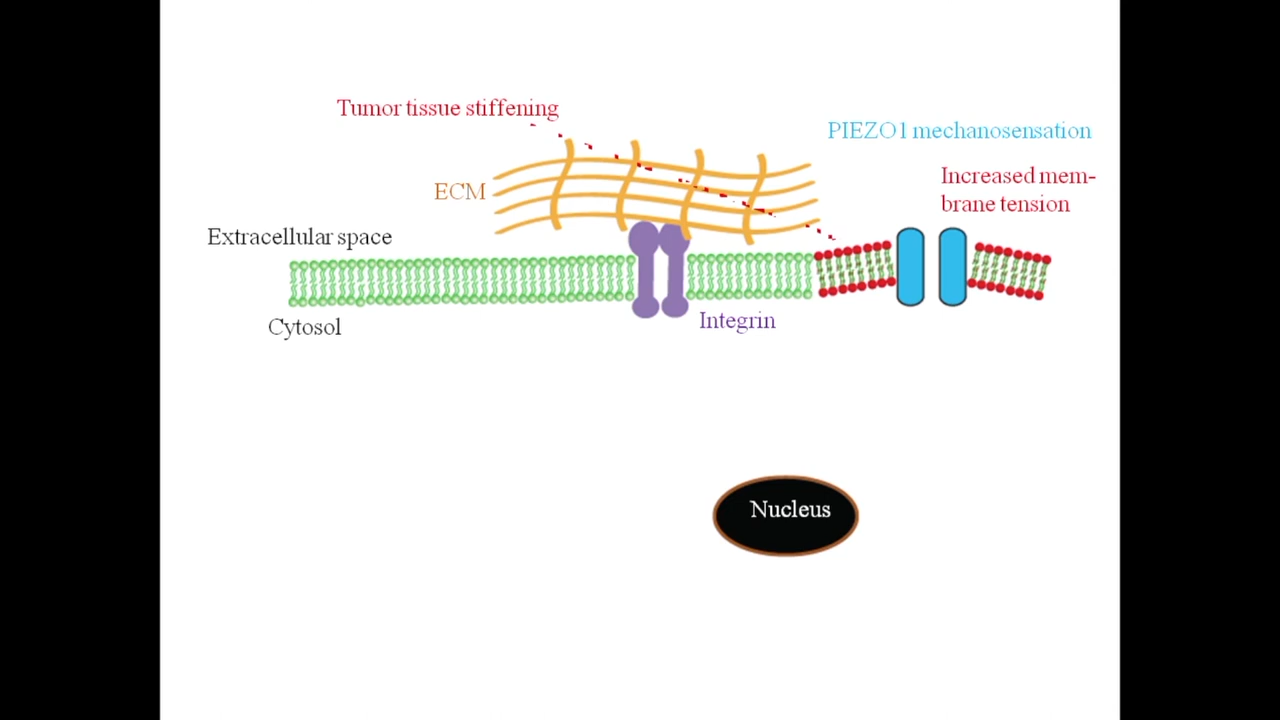 Tumor tissue stiffening
PIEZO1 mechanosensation
Increased mem-
brane tension
ECM
Extracellular space
Integrin
Cytosol
Nucleus